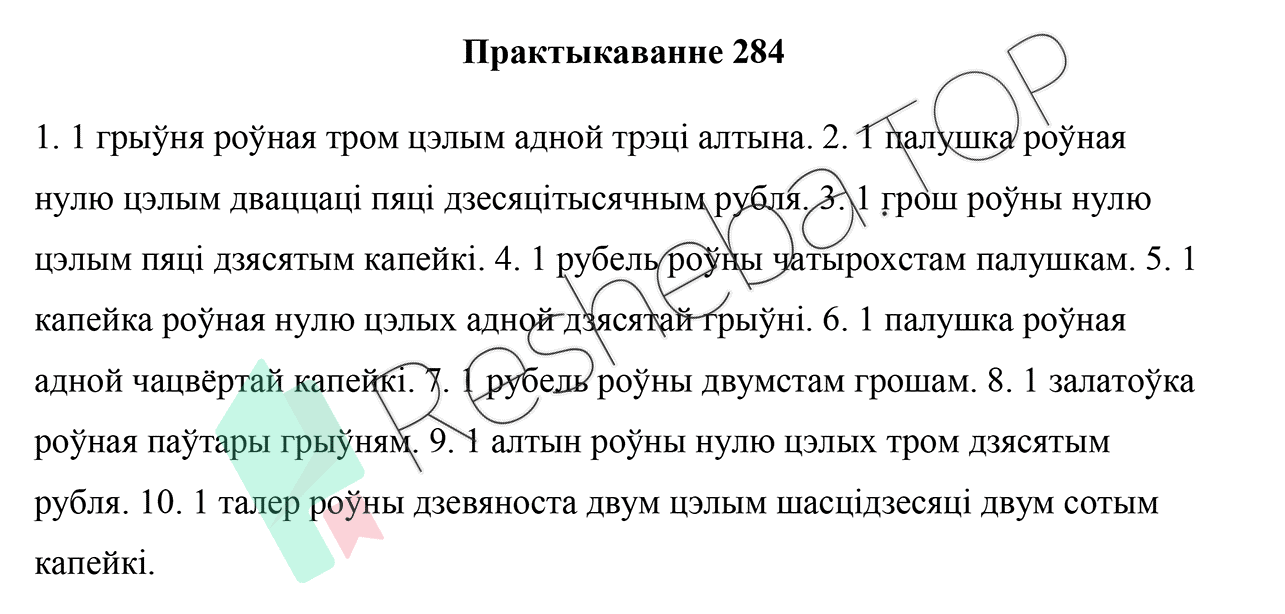 Практыкаванне 284
1. 1 грыўня роўная тром цэлым адной трэці алтына. 2. 1 палушка роўная
нулю цэлым дваццаці пяці дзесяцітысячным рубля. 3. 1 грош роўны нулю
цэлым пяці дзясятым капейкі. 4. 1 рубель роўны чатырохстам палушкам. 5. 1
капейка роўная нулю цэлых адной дзясятай грыўні. 6. 1 палушка роўная
адной чацвёртай капейкі. 7. 1 рубель роўны двумстам грошам. 8. 1 залатоўка
роўная паўтары грыўням. 9. 1 алтын роўны нулю цэлых тром дзясятым
рубля. 10. 1 талер роўны дзевяноста двум цэлым шасцідзесяці двум сотым
капейкі.
Resheba.TOP